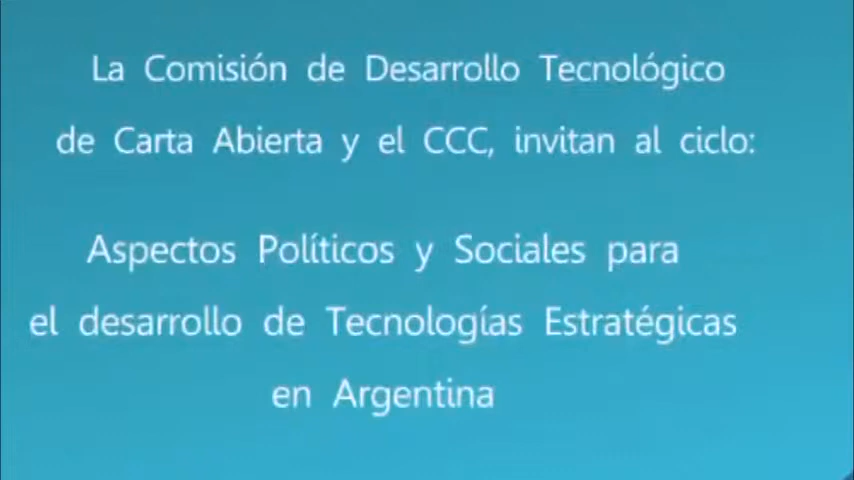 La Comisión de Desarrollo Tecnológico
de Carta Abierta y el CCC, invitan al ciclo:
Aspectos Políticos y Sociales para
el desarrollo de Tecnologías Estratégicas
en Argentina